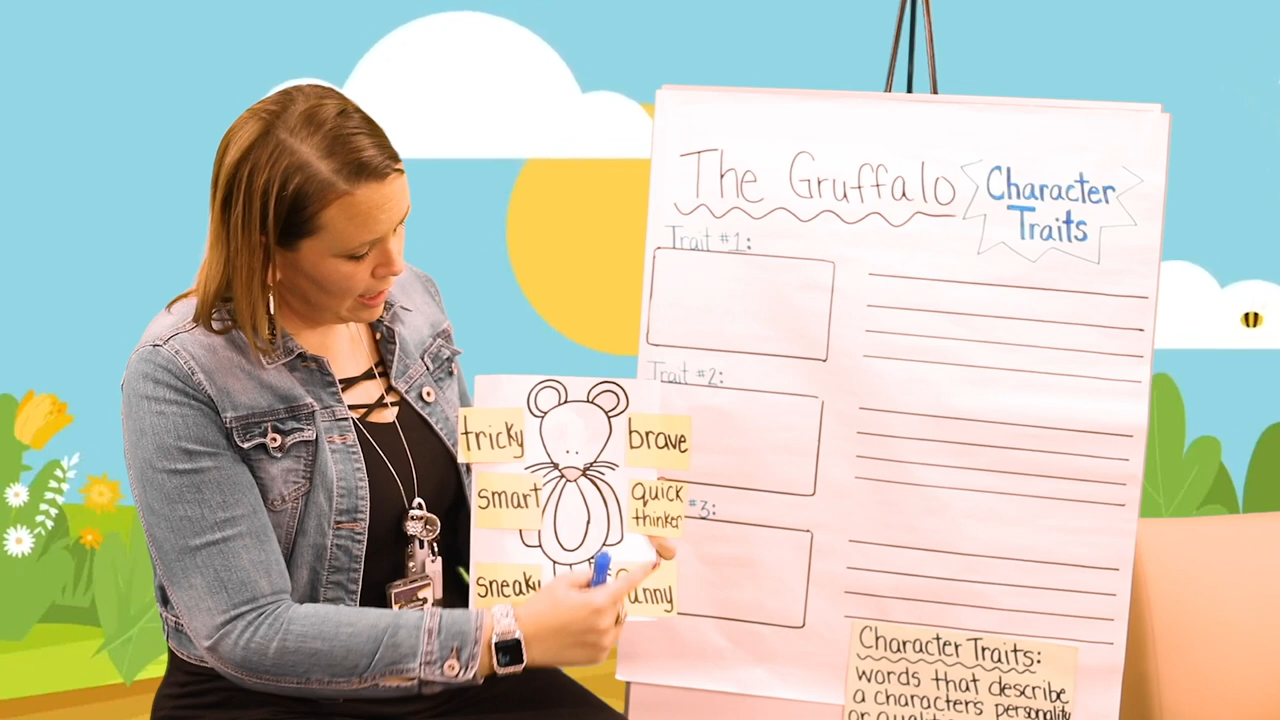 The Gruffalo
Character
Traits
Trait #1:
Trait #2:
#3:
tricky
brave
smart
quick
thinker
sneaky
Character Traits:
words that describe
a character's personality